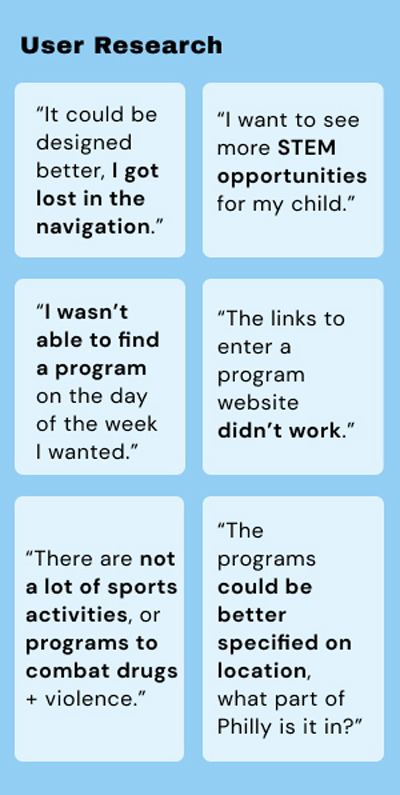 User Research
“It could be
designed
better, I got
lost in the
navigation.”
“I want to see
more STEM
opportunities
for my child.”
“I wasn’t
able to find
a program
on the day
of the week
I wanted.”
“The links to
enter a
program
website
didn’t work.”
“There are not
a lot of sports
activities, or
programs to
combat drugs
+ violence.”
“The
programs
could be
better
specified on
location,
what part of
Philly is it in?”